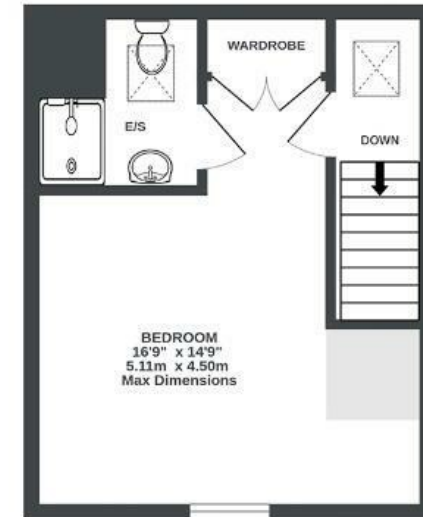 WARDROBE
E/S
DOWN
BEDROOM
16'9" x 14'9"
5.11m x 4.50m
Max Dimensions